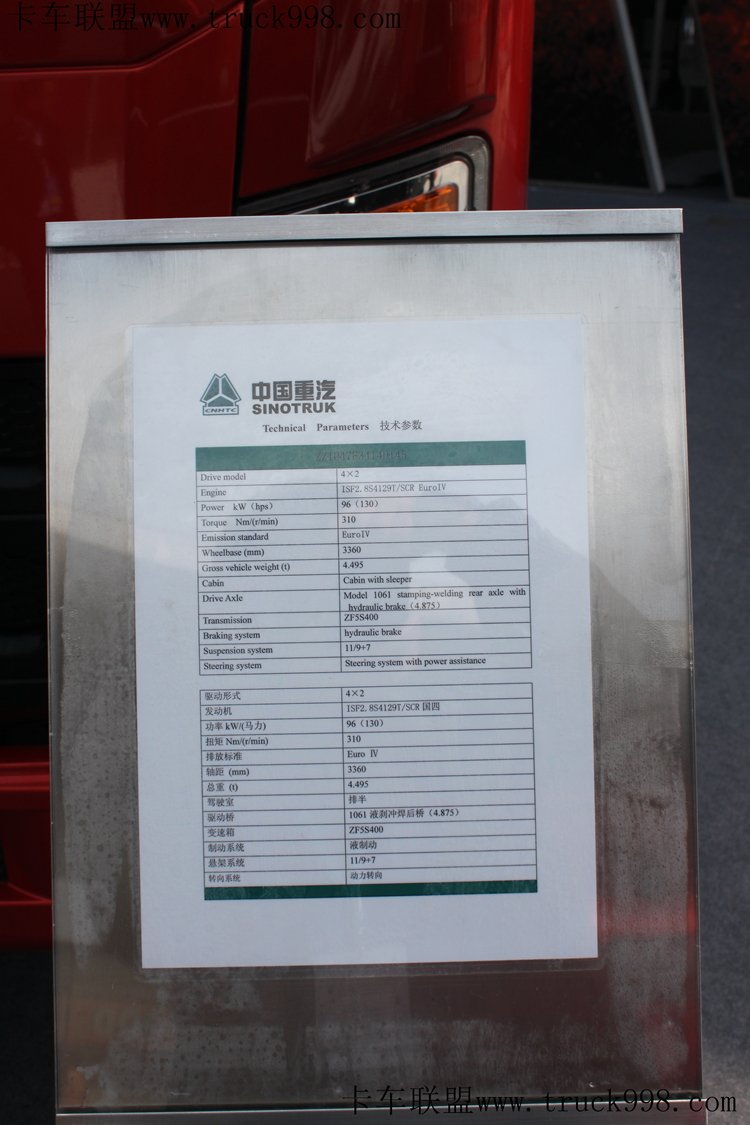 卡车联盟www.truck998.com
中国重汽
CNHTC
SINOTRUK
Technical Parameters 技术参数
Drive model 4×2
Engine ISF2.8S4129T/SCR EuroIV
Power kW（hps） 96（130）
Torque Nm/(r/min) 310
Emission standard EuroIV
Wheelbase (mm) 3360
Gross vehicle weight (t) 4.495
Cabin Cabin with sleeper
Drive Axle Model 1061 stamping-welding rear axle with
hydraulic brake（4.875）
Transmission ZF5S400
Braking system hydraulic brake
Suspension system 11/9+7
Steering system Steering system with power assistance
驱动形式 4×2
发动机 ISF2.8S4129T/SCR 国四
功率 kW/(马力) 96（130）
扭矩 Nm/(r/min) 310
排放标准 Euro Ⅳ
轴距 (mm) 3360
总重 (t) 4.495
驾驶室 排半
驱动桥 1061 液刹冲焊后桥（4.875）
变速箱 ZF5S400
制动系统 液制动
悬架系统 11/9+7
转向系统 动力转向
卡车联盟www.truck998.com